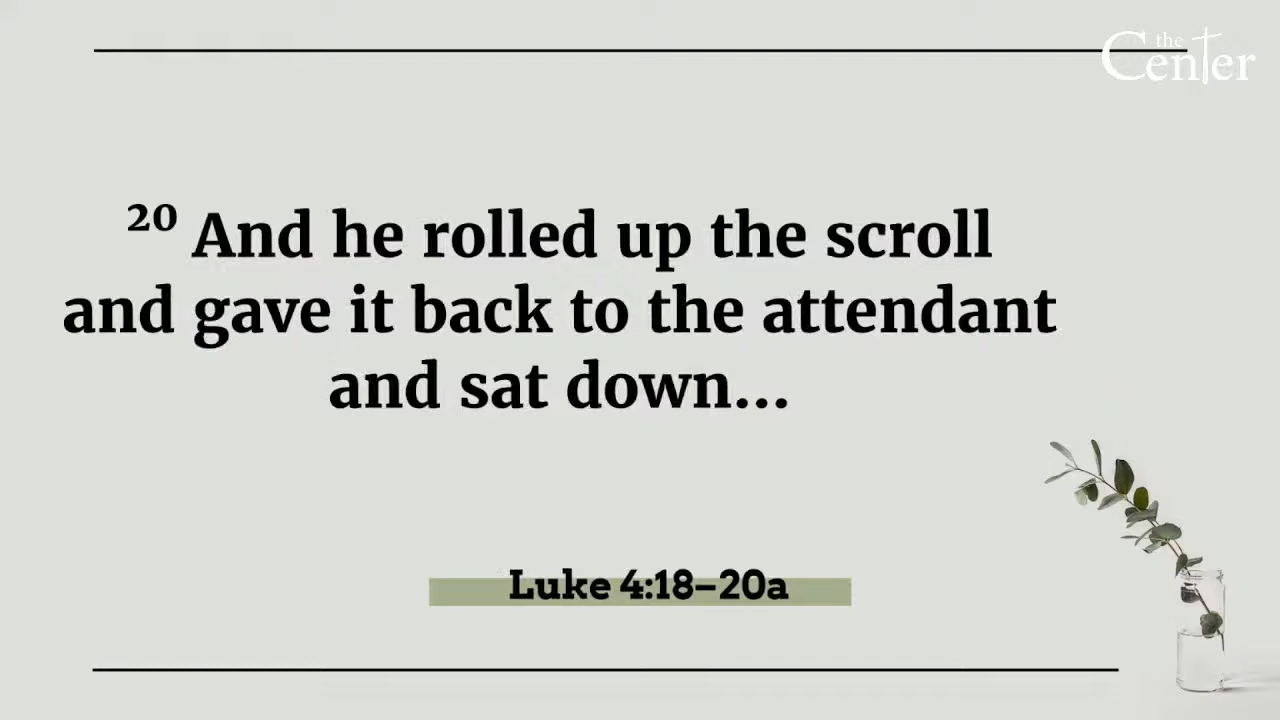 the
Center
²⁰ And he rolled up the scroll
and gave it back to the attendant
and sat down...
Luke 4:18–20a